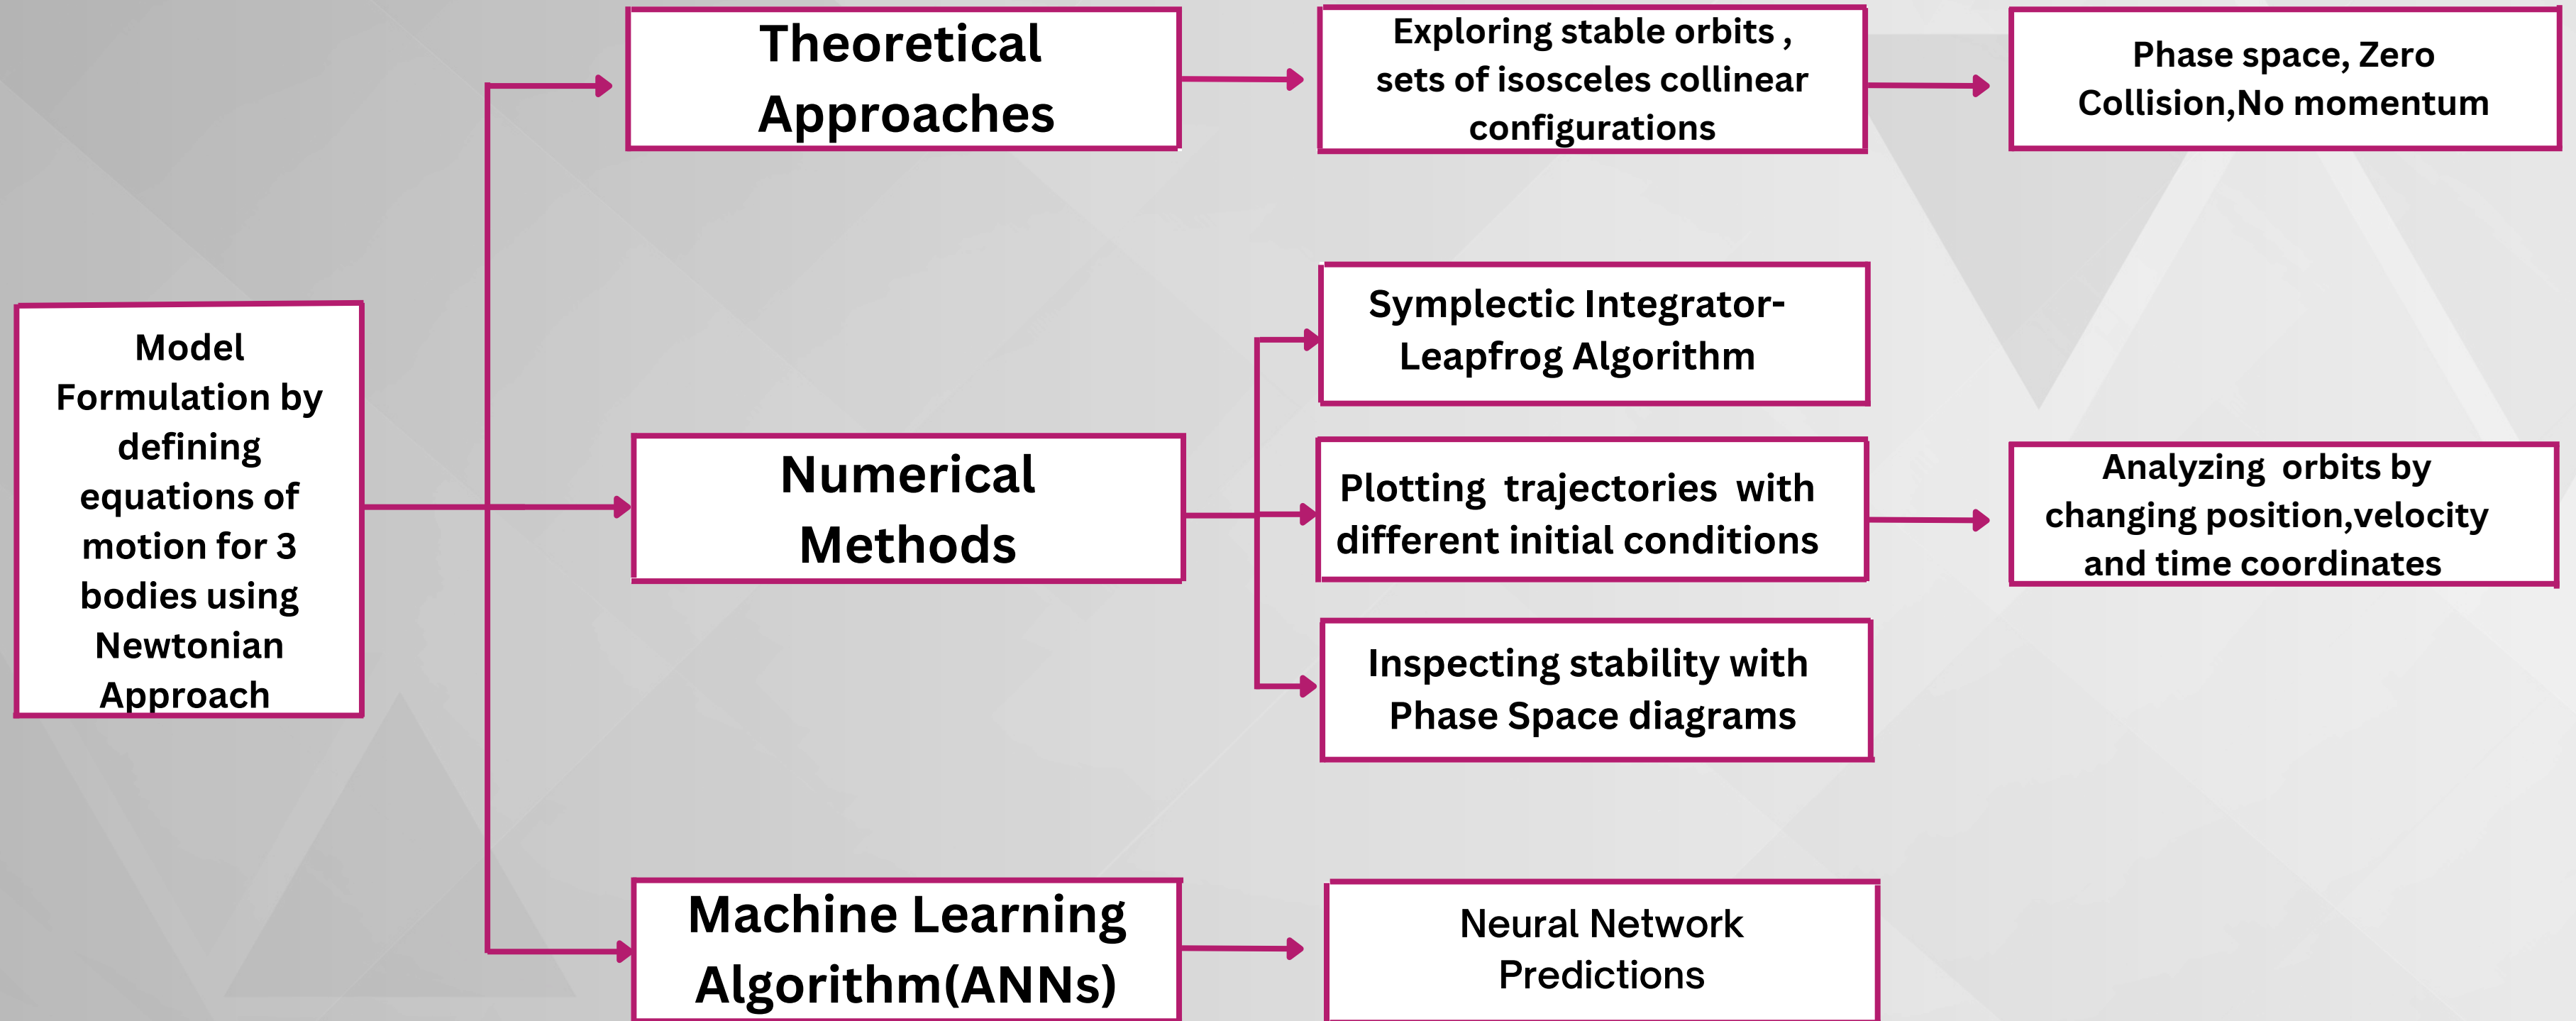 Model
Formulation by
defining
equations of
motion for 3
bodies using
Newtonian
Approach
Theoretical
Approaches
Exploring stable orbits ,
sets of isosceles collinear
configurations
Phase space, Zero
Collision,No momentum
Numerical
Methods
Symplectic Integrator-
Leapfrog Algorithm
Plotting trajectories with
different initial conditions
Analyzing orbits by
changing position,velocity
and time coordinates
Inspecting stability with
Phase Space diagrams
Machine Learning
Algorithm(ANNs)
Neural Network
Predictions